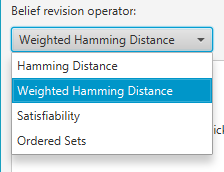 Belief revision operator:
Weighted Hamming Distance
Hamming Distance
Weighted Hamming Distance
Satisfiability
Ordered Sets